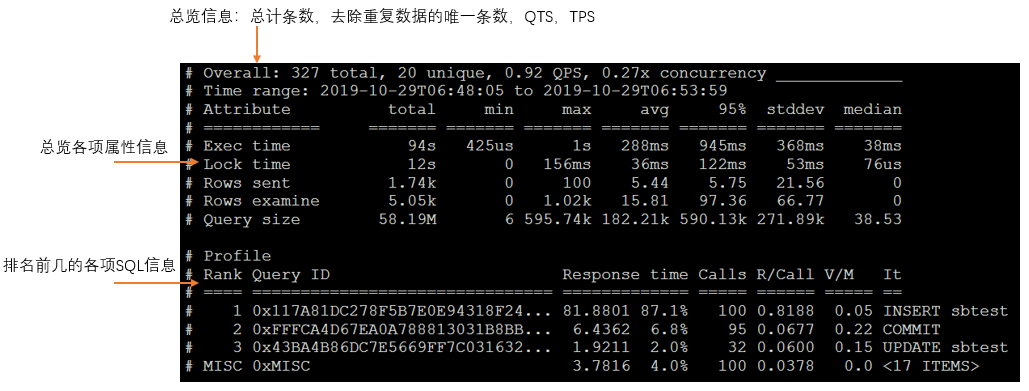 总览信息：总计条数，去除重复数据的唯一条数，QTS，TPS
# Overall: 327 total, 20 unique, 0.92 QPS, 0.27x concurrency _____________
# Time range: 2019-10-29T06:48:05 to 2019-10-29T06:53:59
# Attribute          total     min     max     avg     95%  stddev  median
# ============     ======= ======= ======= ======= ======= ======= =======
总览各项属性信息
# Exec time            94s   425us      1s   288ms   945ms   368ms    38ms
# Lock time            12s       0   156ms    36ms   122ms    53ms    76us
# Rows sent          1.74k       0     100    5.44    5.75   21.56       0
# Rows examine       5.05k       0   1.02k   15.81   97.36   66.77       0
# Query size        58.19M       6 595.74k 182.21k 590.13k 271.89k   38.53
# Profile
排名前几的各项SQL信息
# Rank Query ID                        Response time Calls R/Call V/M   It
# ==== =============================== ============= ===== ====== ===== ==
#    1 0x117A81DC278F5B7E0E94318F24... 81.8801 87.1%   100 0.8188  0.05 INSERT sbtest
#    2 0xFFFCA4D67EA0A788813031B8BB...  6.4362  6.8%    95 0.0677  0.22 COMMIT
#    3 0x43BA4B86DC7E5669FF7C031632...  1.9211  2.0%    32 0.0600  0.15 UPDATE sbtest
# MISC 0xMISC                           3.7816  4.0%   100 0.0378   0.0 <17 ITEMS>